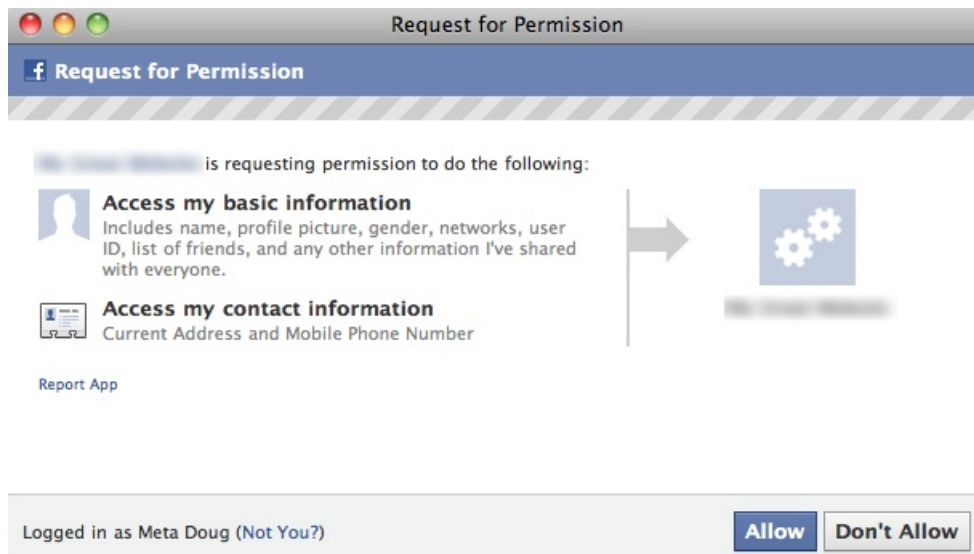 Request for Permission
f Request for Permission
is requesting permission to do the following:
Access my basic information
Includes name, profile picture, gender, networks, user
ID, list of friends, and any other information I've shared
with everyone.
Access my contact information
Current Address and Mobile Phone Number
Report App
Logged in as Meta Doug (Not You?)
Allow
Don't Allow